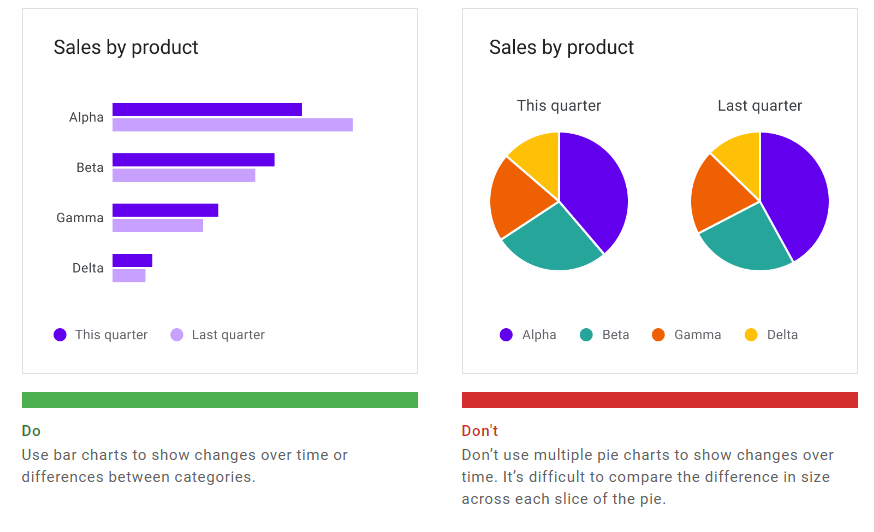 Sales by product
Alpha
Beta
Gamma
Delta
This quarter Last quarter
Do
Use bar charts to show changes over time or
differences between categories.
Sales by product
This quarter Last quarter
Alpha Beta Gamma Delta
Don't
Don’t use multiple pie charts to show changes over
time. It’s difficult to compare the difference in size
across each slice of the pie.